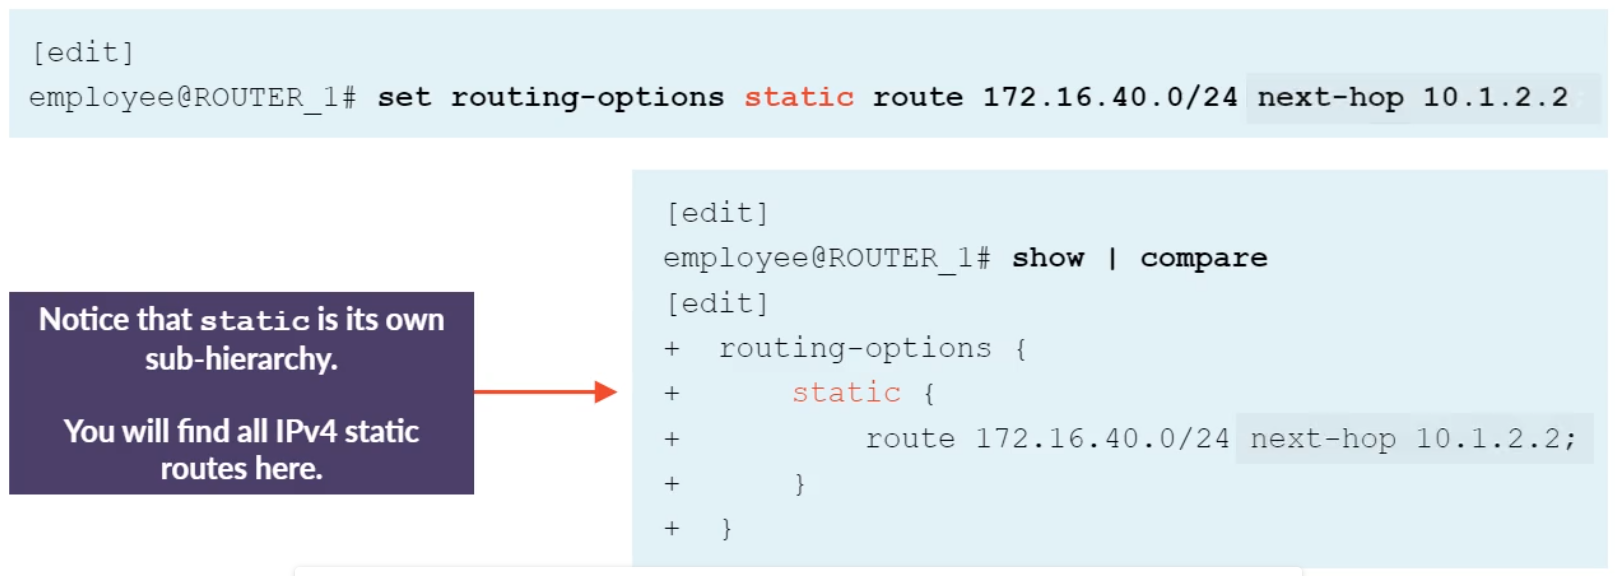 [edit]
employee@ROUTER_1# set routing-options static route 172.16.40.0/24 next-hop 10.1.2.2;
[edit]
employee@ROUTER_1# show | compare
[edit]
+ routing-options {
+ static {
+ route 172.16.40.0/24 next-hop 10.1.2.2;
+ }
+ }
Notice that static is its own
sub-hierarchy.
You will find all IPv4 static
routes here.